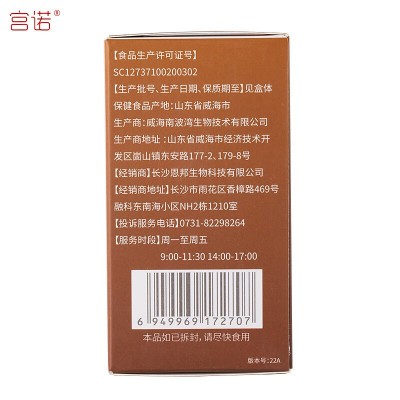 宫诺®
【食品生产许可证号】
SC12737100200302
【生产批号、生产日期、保质期至】见盒体
保健食品产地：山东省威海市
生产商：威海南波湾生物技术有限公司
生产商地址：山东省威海市经济技术开
发区崮山镇东安路177-2、179-8号
【经销商】长沙恩邦生物科技有限公司
【经销商地址】长沙市雨花区香樟路469号
融科东南海小区NH2栋1210室
【投诉服务电话】0731-82298264
【服务时段】周一至周五
9:00-11:30 14:00-17:00
6 949969 172707
本品如已拆封，请尽快食用
版本号：22A